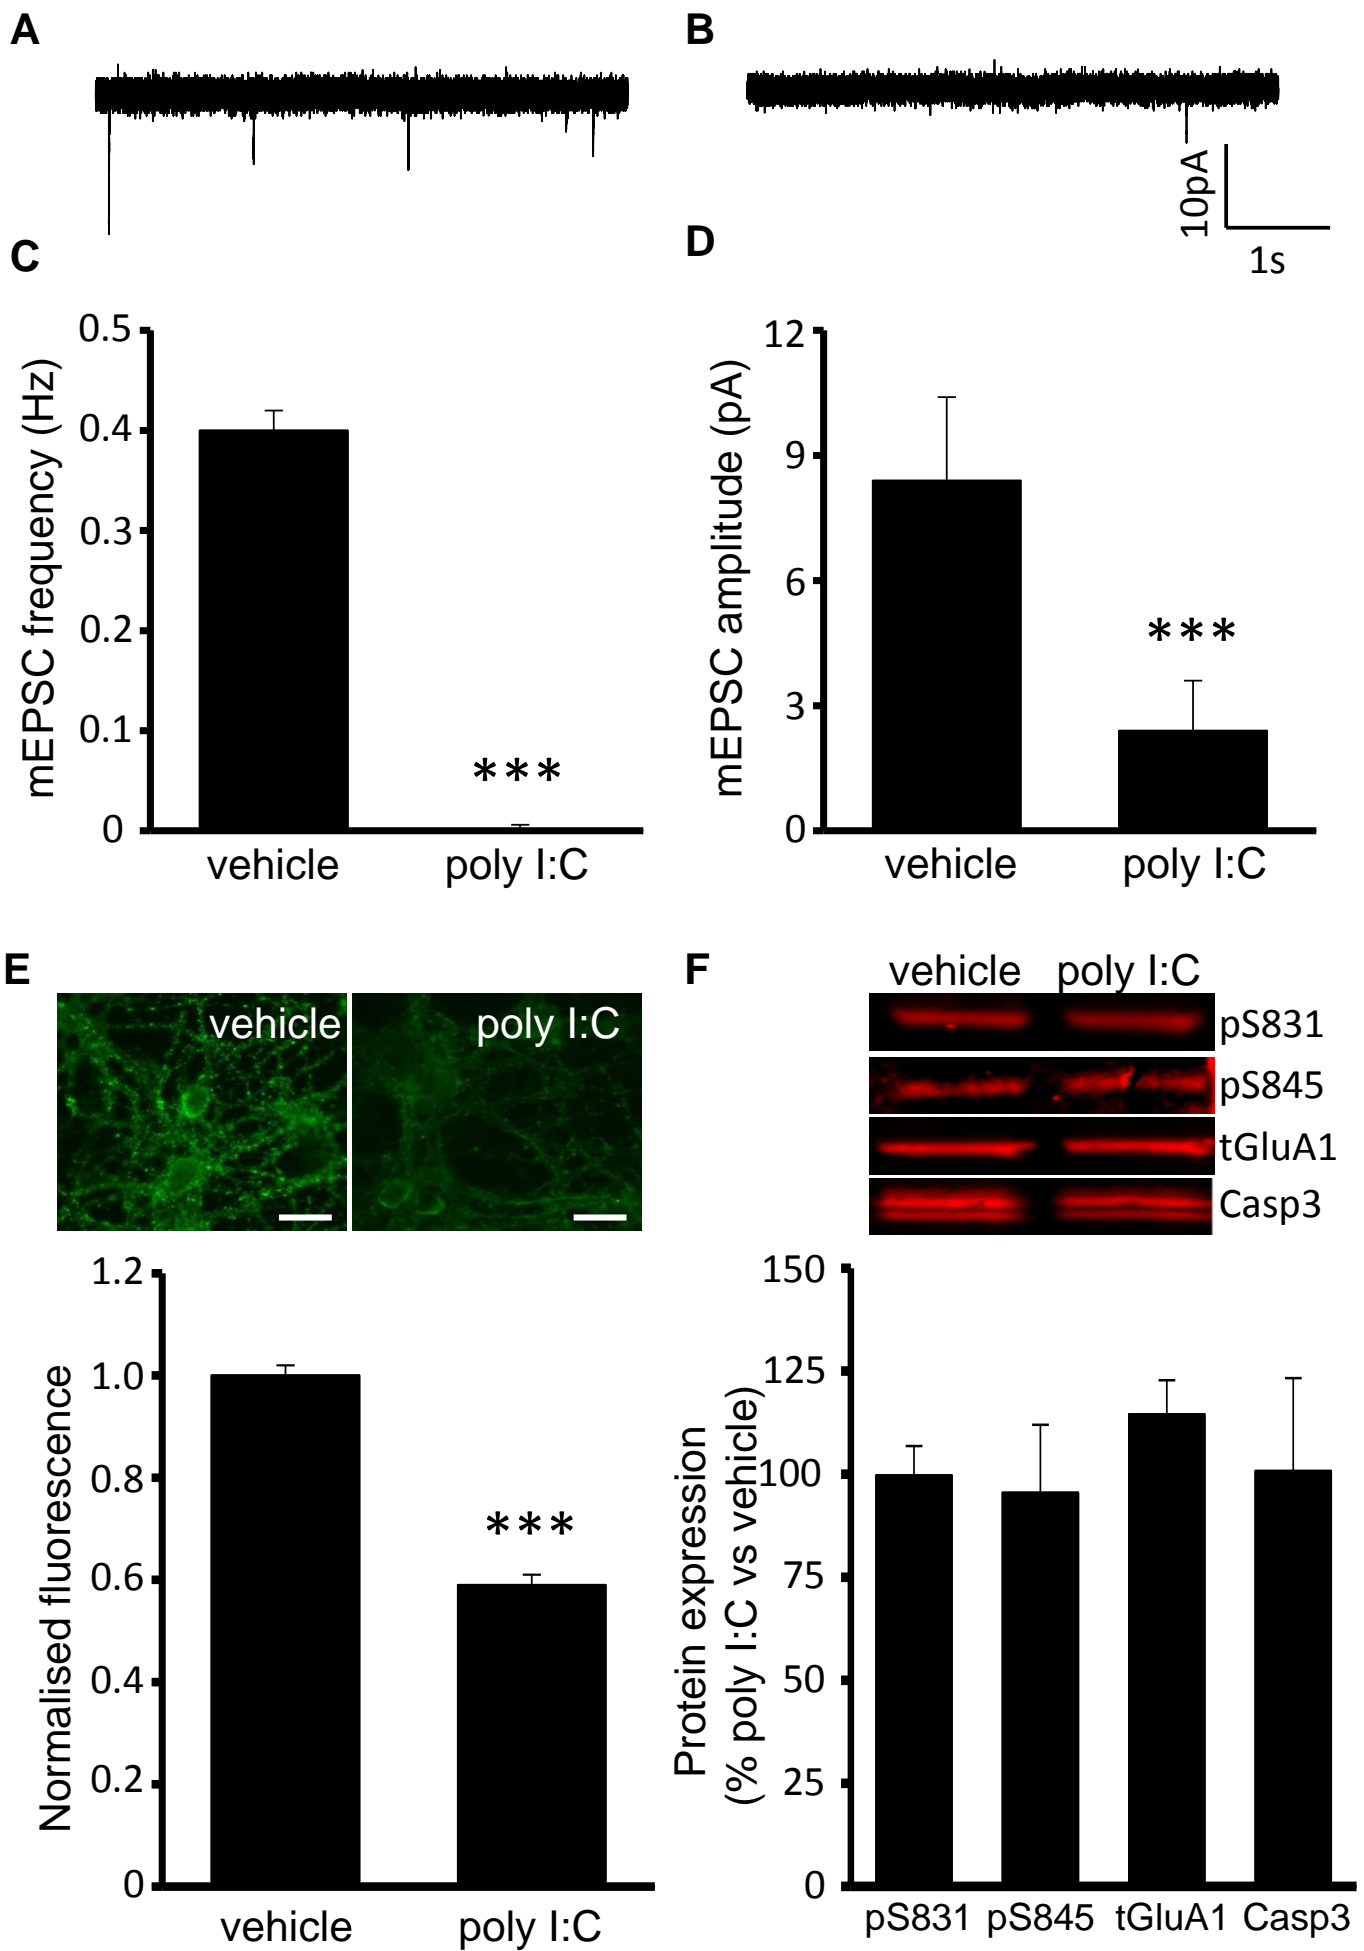 A
B
10pA
1s
C
D
mEPSC frequency (Hz)
0.5
0.4
0.3
0.2
0.1
0
***
vehicle
poly I:C
mEPSC amplitude (pA)
12
9
6
3
0
***
vehicle
poly I:C
E
vehicle
poly I:C
Normalised fluorescence
1.2
1.0
0.8
0.6
0.4
0.2
0
***
vehicle
poly I:C
F
vehicle poly I:C
pS831
pS845
tGluA1
Casp3
Protein expression
(% poly I:C vs vehicle)
150
125
100
75
50
25
0
pS831 pS845 tGluA1 Casp3